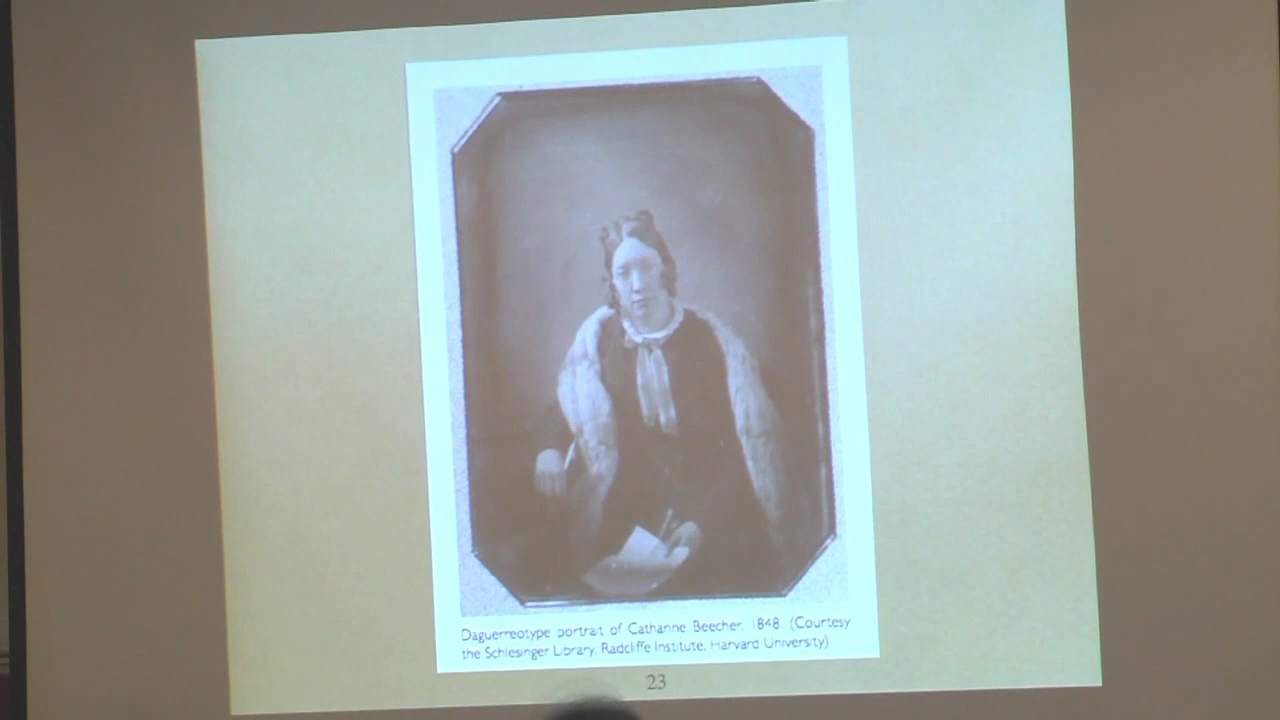 Daguerreotype portrait of Catharine Beecher, 1848. (Courtesy
the Schlesinger Library, Radcliffe Institute, Harvard University)
23